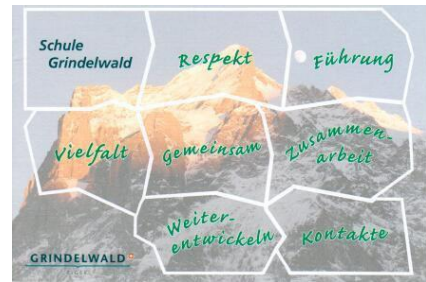 Schule
Grindelwald
Respekt
Führung
Vielfalt
Gemeinsam
Zusammen-
arbeit
Weiter-
entwickeln
Kontakte
GRINDELWALD